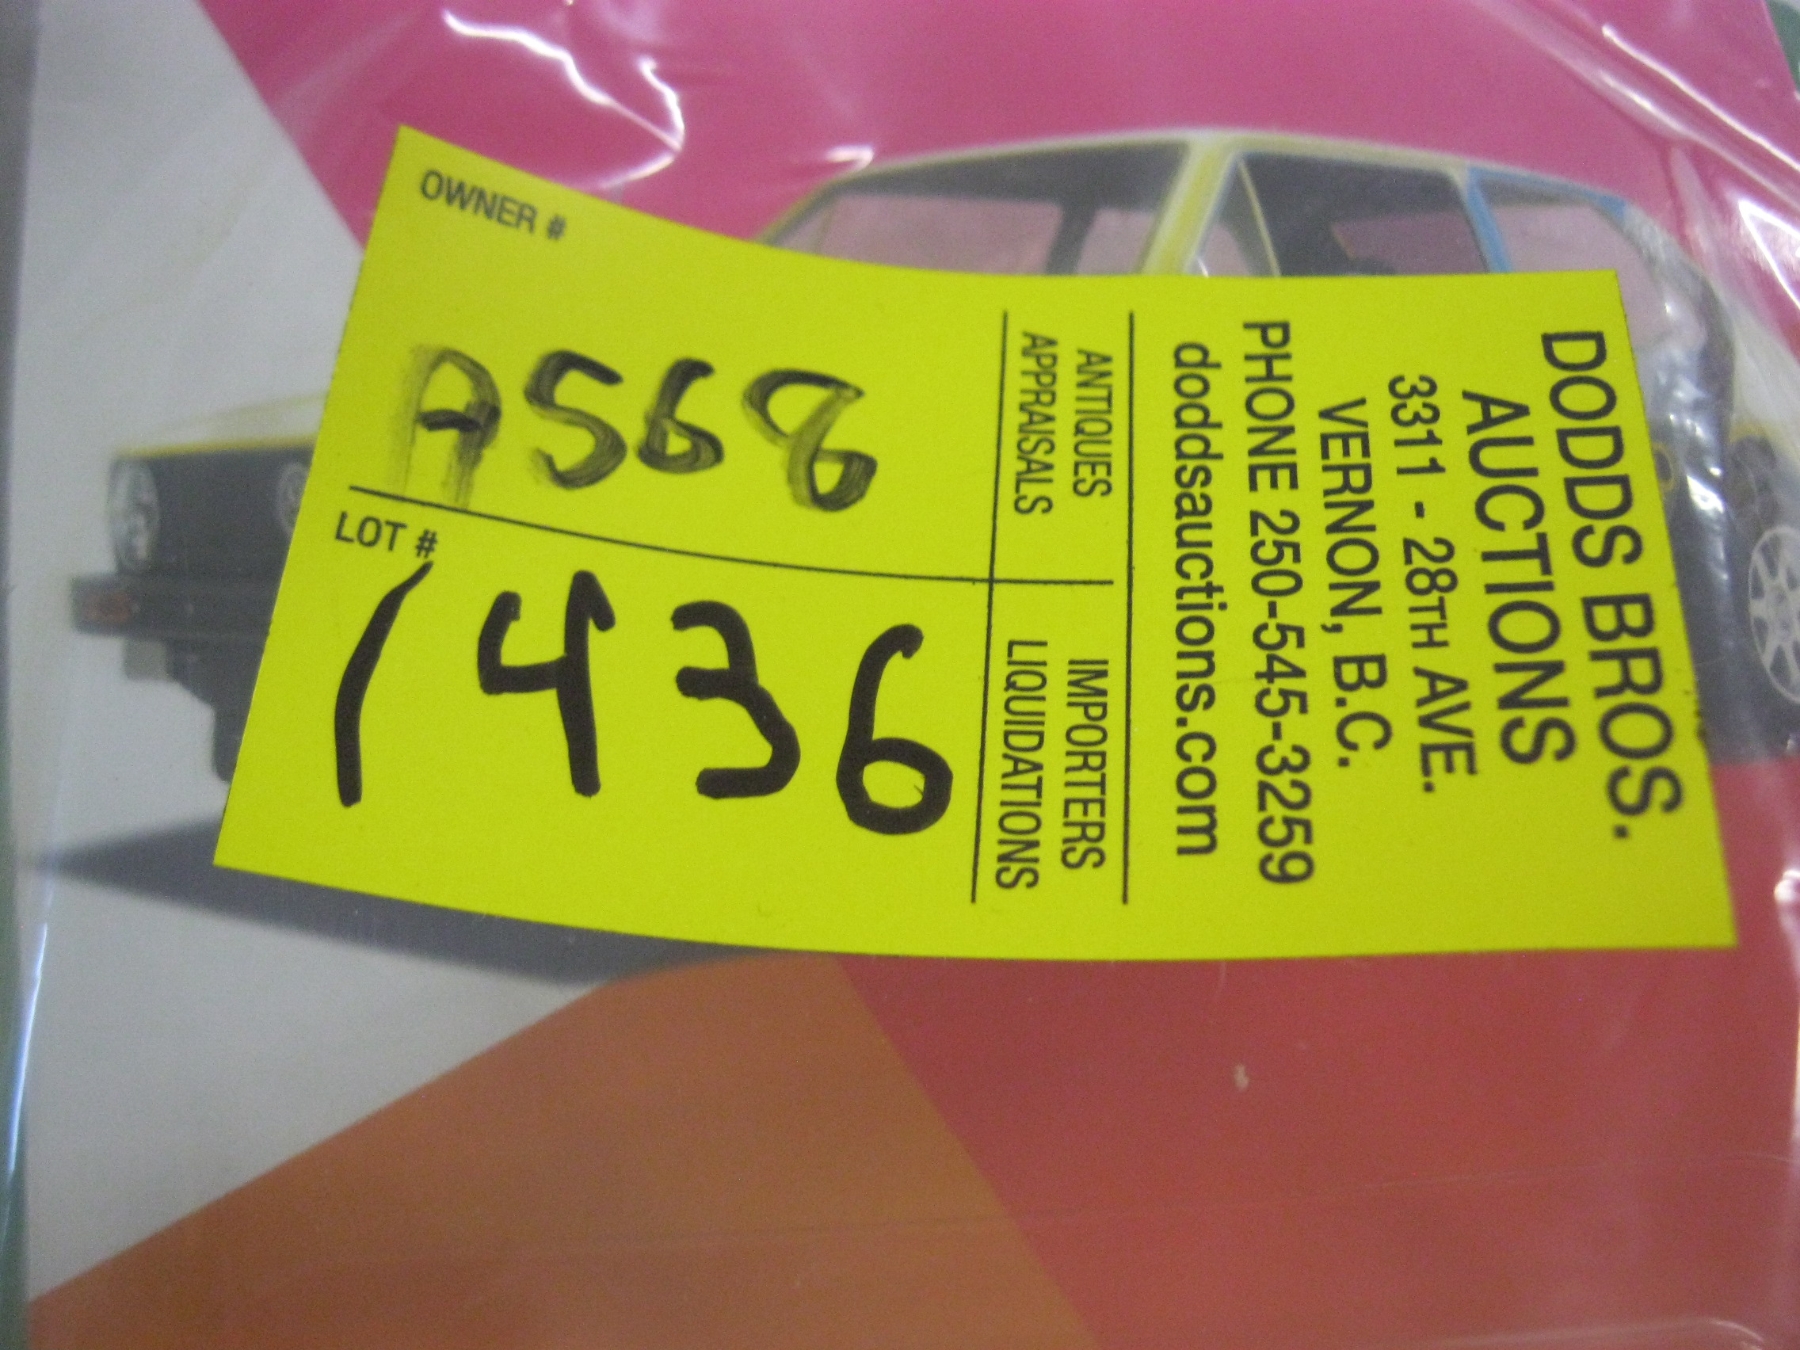 OWNER #
A568
LOT #
1436
DODDS BROS.
AUCTIONS
3311 - 28TH AVE.
VERNON, B.C.
PHONE 250-545-3259
doddsauctions.com
ANTIQUES
APPRAISALS
IMPORTERS
LIQUIDATIONS